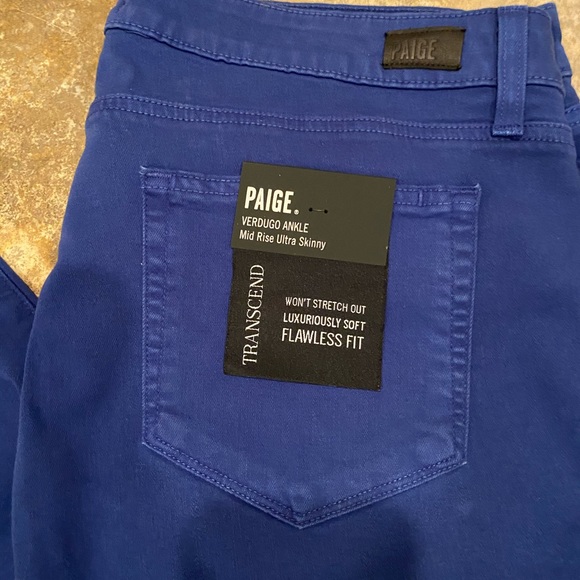 PAIGE
PAIGE.
VERDUGO ANKLE
Mid Rise Ultra Skinny
TRANSCEND
WON'T STRETCH OUT
LUXURIOUSLY SOFT
FLAWLESS FIT